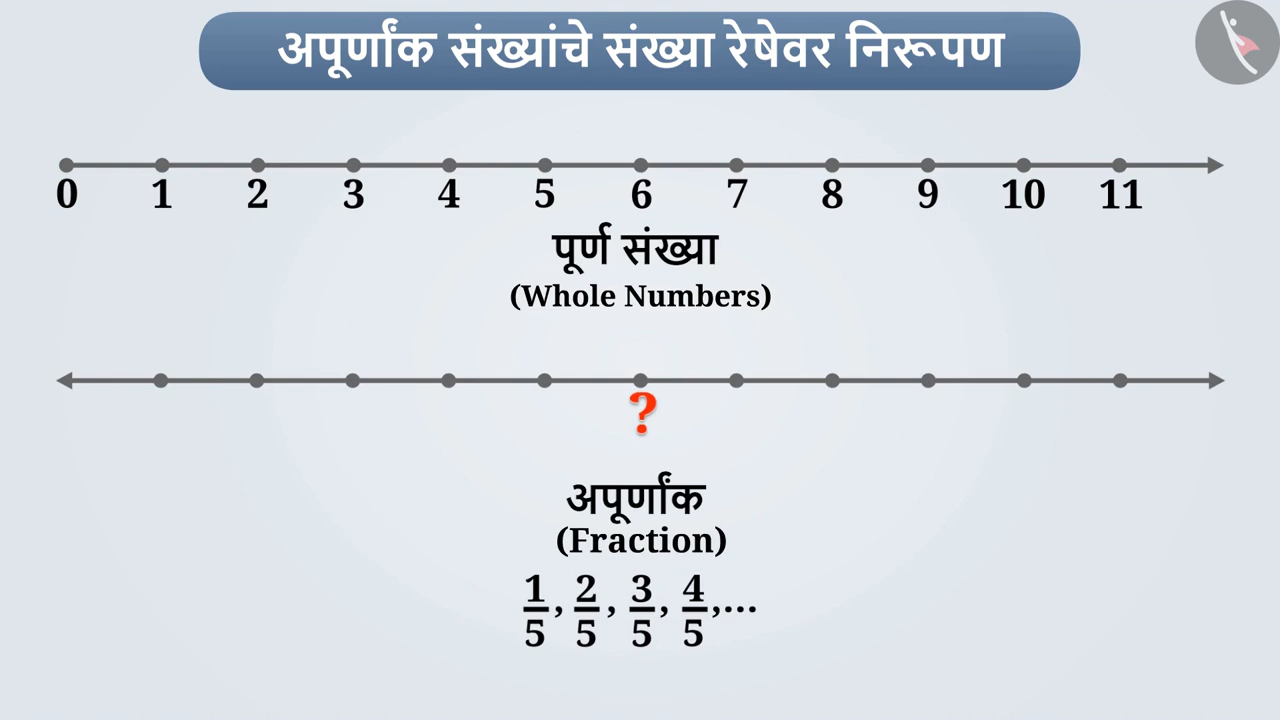 अपूर्णांक संख्यांचे संख्या रेषेवर निरूपण
0 1 2 3 4 5 6 7 8 9 10 11
पूर्ण संख्या
(Whole Numbers)
?
अपूर्णांक
(Fraction)
1/5, 2/5, 3/5, 4/5,...